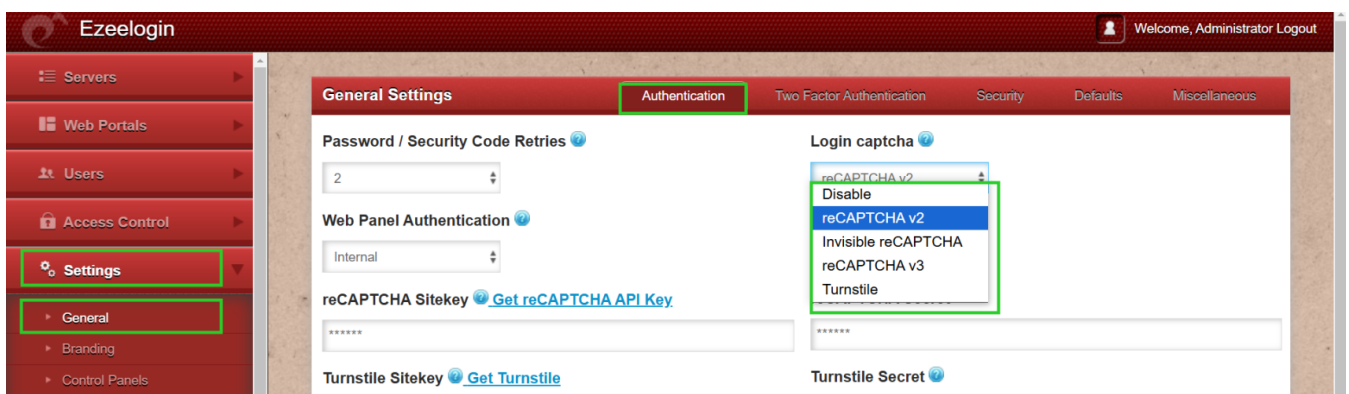 Ezeelogin
Welcome, Administrator Logout
Servers
Web Portals
Users
Access Control
Settings
General
Branding
Control Panels
General Settings
Authentication
Two Factor Authentication
Security
Defaults
Miscellaneous
Password / Security Code Retries
2
Login captcha
reCAPTCHA v2
Disable
reCAPTCHA v2
Invisible reCAPTCHA
reCAPTCHA v3
Turnstile
Web Panel Authentication
Internal
reCAPTCHA Sitekey Get reCAPTCHA API Key
******
******
Turnstile Sitekey Get Turnstile
Turnstile Secret